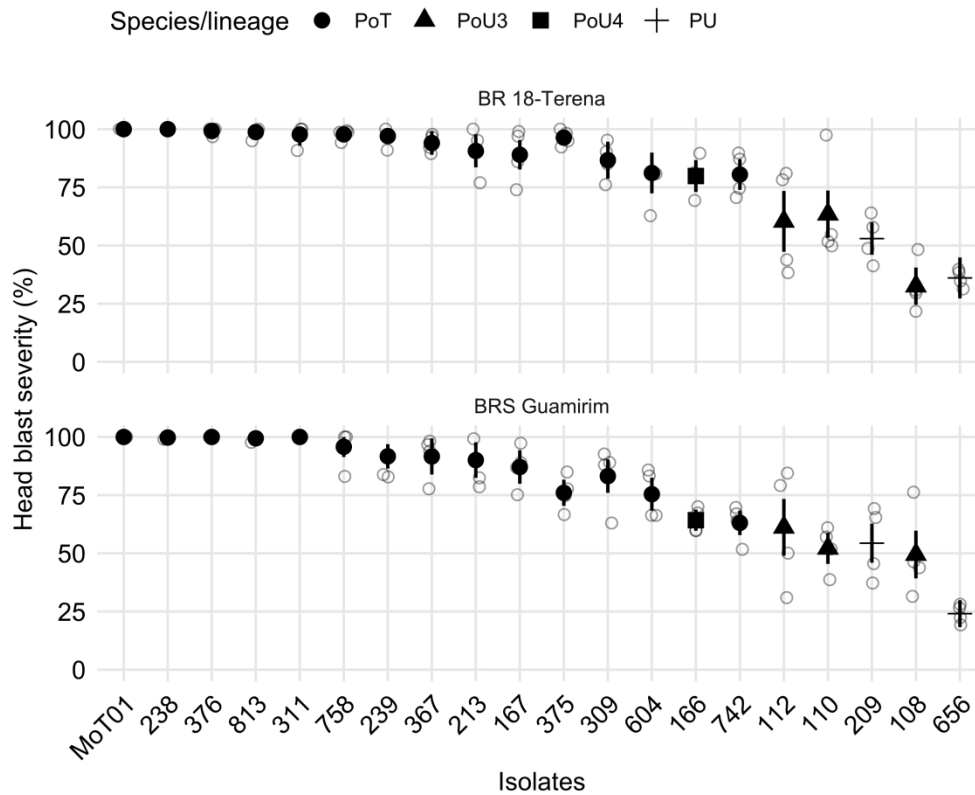 Species/lineage PoT PoU3 PoU4 PU
BR 18-Terena
100
75
50
25
0
Head blast severity (%)
BRS Guamirim
100
75
50
25
0
MoT01 238 376 813 311 758 239 367 213 167 375 309 604 166 742 112 110 209 108 656
Isolates